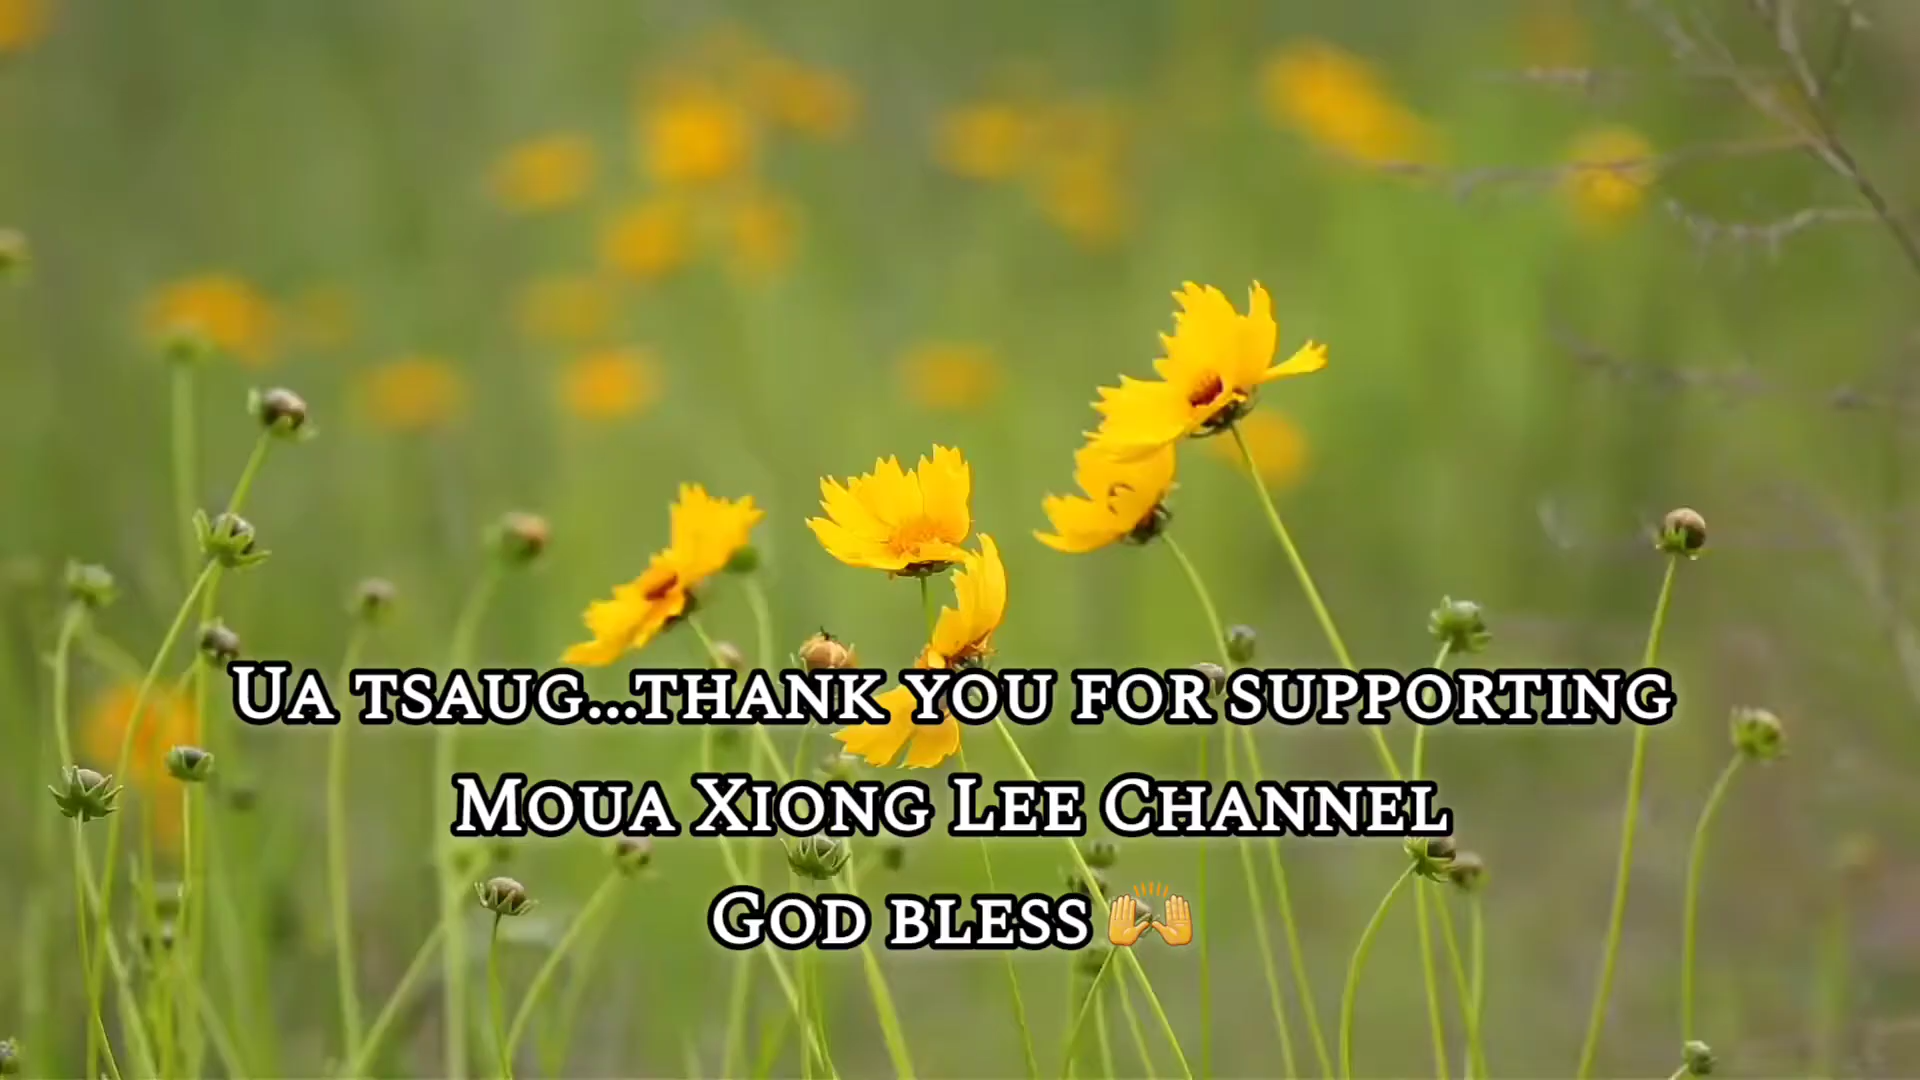 Ua tsaug...thank you for supporting
Moua Xiong Lee Channel
God bless 🙌